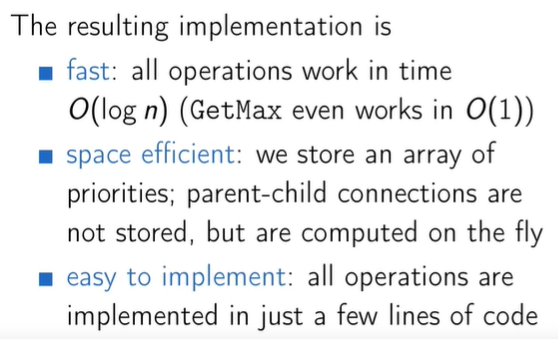 The resulting implementation is
fast: all operations work in time
O(log n) (GetMax even works in O(1))
space efficient: we store an array of
priorities; parent-child connections are
not stored, but are computed on the fly
easy to implement: all operations are
implemented in just a few lines of code